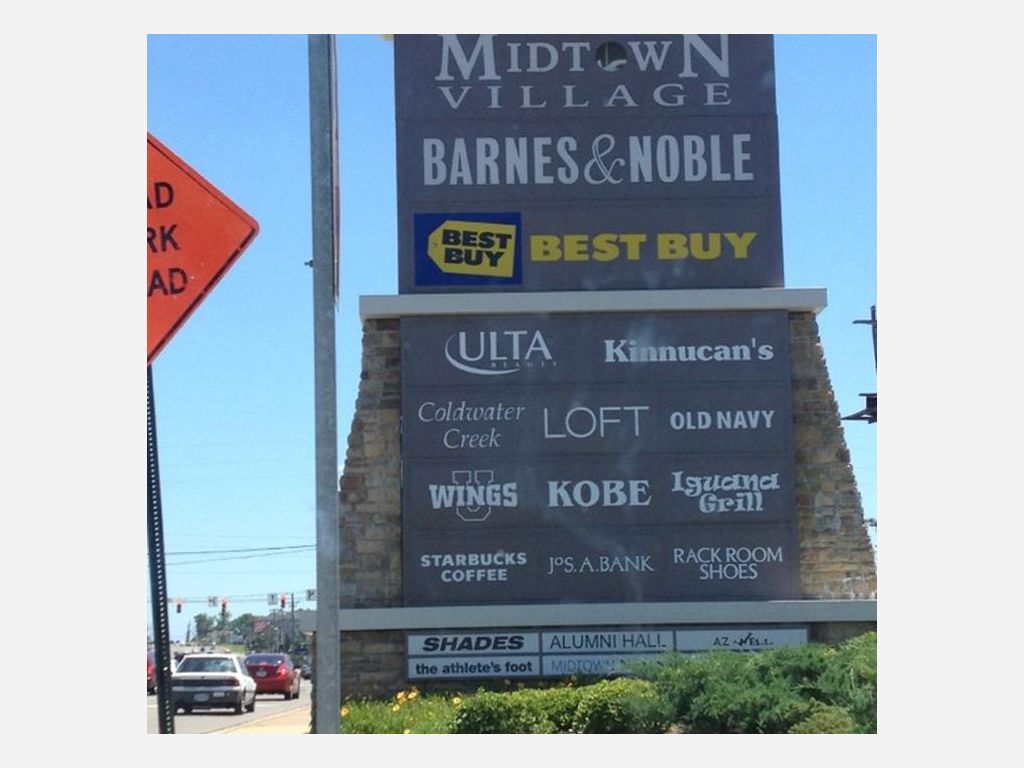 MIDTOWN
VILLAGE
BARNES & NOBLE
BEST
BUY
BEST BUY
ULTA
BEAUTY
Kinnucan's
Coldwater
Creek
LOFT
OLD NAVY
U
WINGS
KOBE
Iguana
Grill
STARBUCKS
COFFEE
JOS. A. BANK
RACK ROOM
SHOES
SHADES
ALUMNI HALL
AZ WELL
the athlete's foot
MIDTOWN
AD
RK
AD